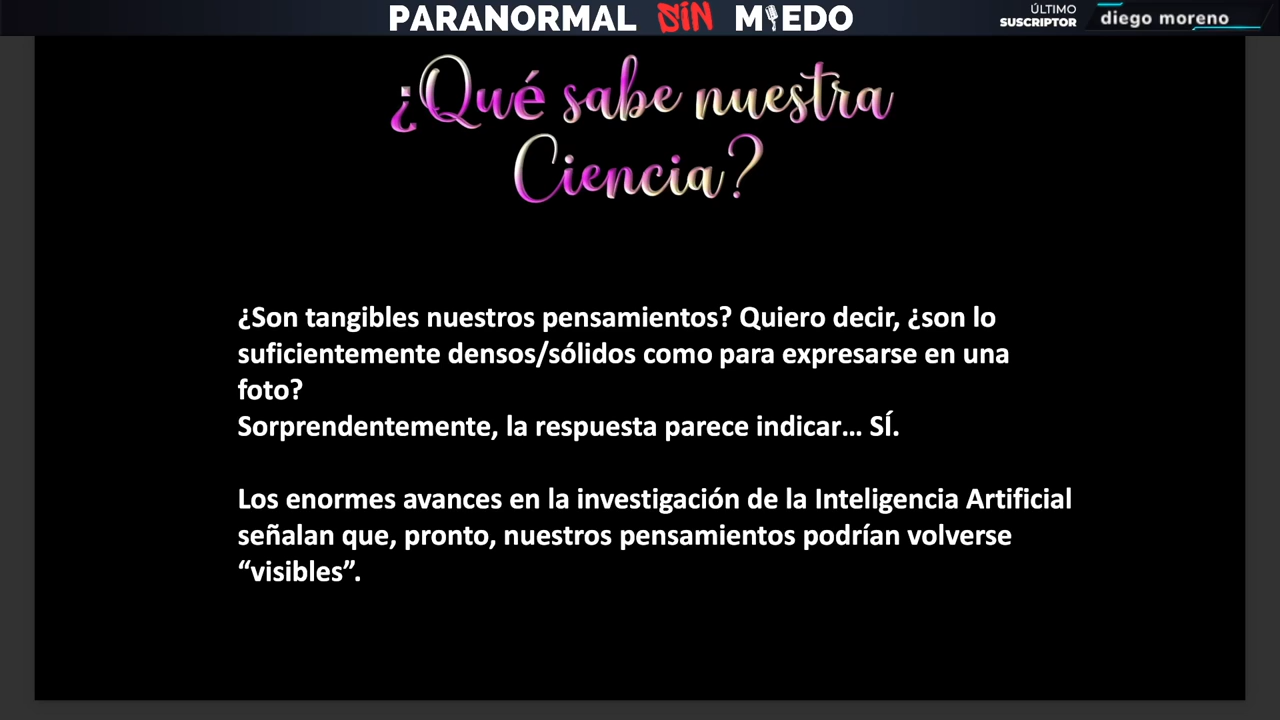 PARANORMAL SiN MIEDO
ÚLTIMO
SUSCRIPTOR
diego moreno
¿Qué sabe nuestra
Ciencia?
¿Son tangibles nuestros pensamientos? Quiero decir, ¿son lo
suficientemente densos/sólidos como para expresarse en una
foto?
Sorprendentemente, la respuesta parece indicar… SÍ.
Los enormes avances en la investigación de la Inteligencia Artificial
señalan que, pronto, nuestros pensamientos podrían volverse
“visibles”.